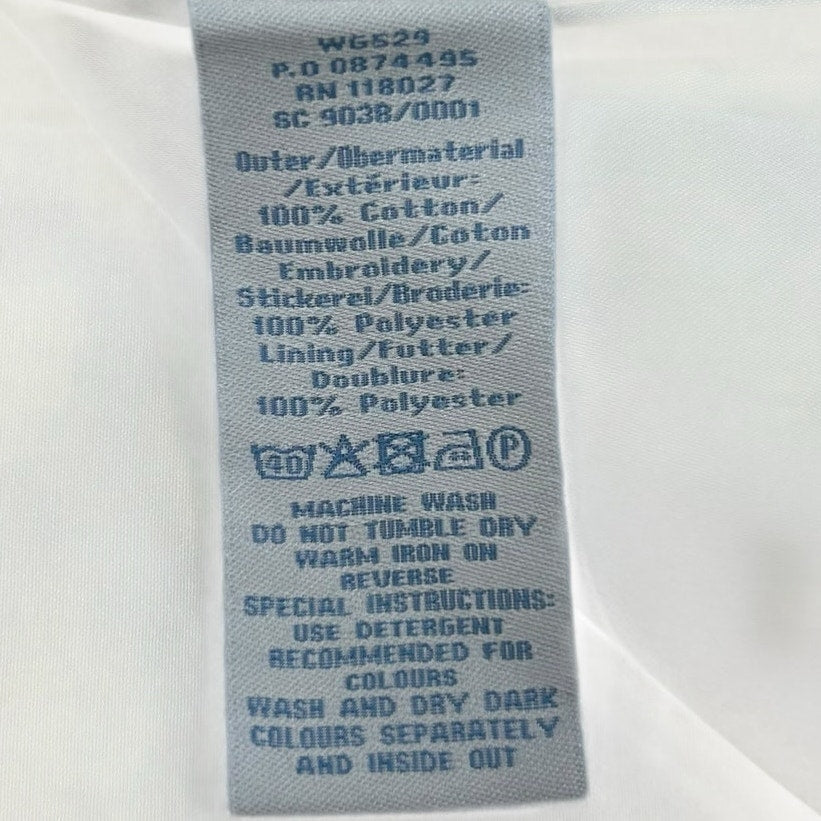 WG529
P.O 0874495
RN 118027
SC 9038/0001
Outer/Obermaterial
/Extérieur:
100% Cotton/
Baumwolle/Coton
Embroidery/
Stickerei/Broderie:
100% Polyester
Lining/Futter/
Doublure:
100% Polyester
40 P
MACHINE WASH
DO NOT TUMBLE DRY
WARM IRON ON
REVERSE
SPECIAL INSTRUCTIONS:
USE DETERGENT
RECOMMENDED FOR
COLOURS
WASH AND DRY DARK
COLOURS SEPARATELY
AND INSIDE OUT